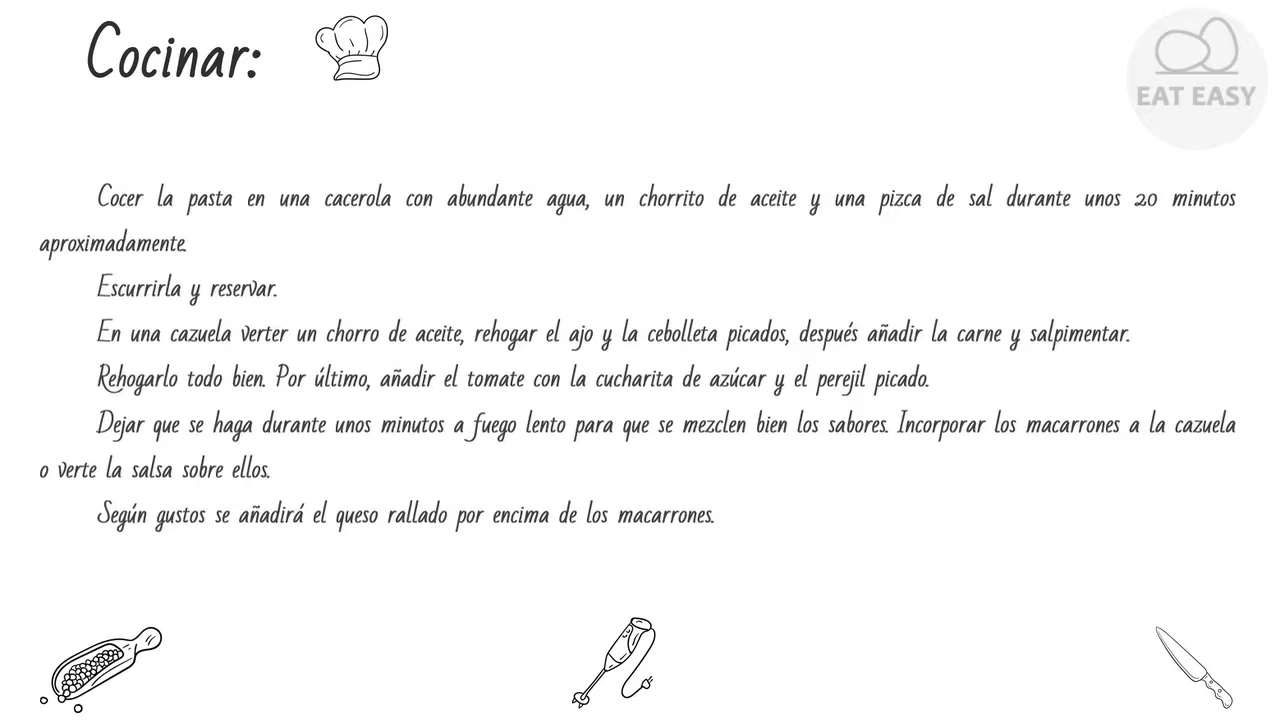 Cocinar:
EAT EASY
Cocer la pasta en una cacerola con abundante agua, un chorrito de aceite y una pizca de sal durante unos 20 minutos
aproximadamente.
Escurrirla y reservar.
En una cazuela verter un chorro de aceite, rehogar el ajo y la cebolleta picados, después añadir la carne y salpimentar.
Rehogarlo todo bien. Por último, añadir el tomate con la cucharita de azúcar y el perejil picado.
Dejar que se haga durante unos minutos a fuego lento para que se mezclen bien los sabores. Incorporar los macarrones a la cazuela
o verte la salsa sobre ellos.
Según gustos se añadirá el queso rallado por encima de los macarrones.